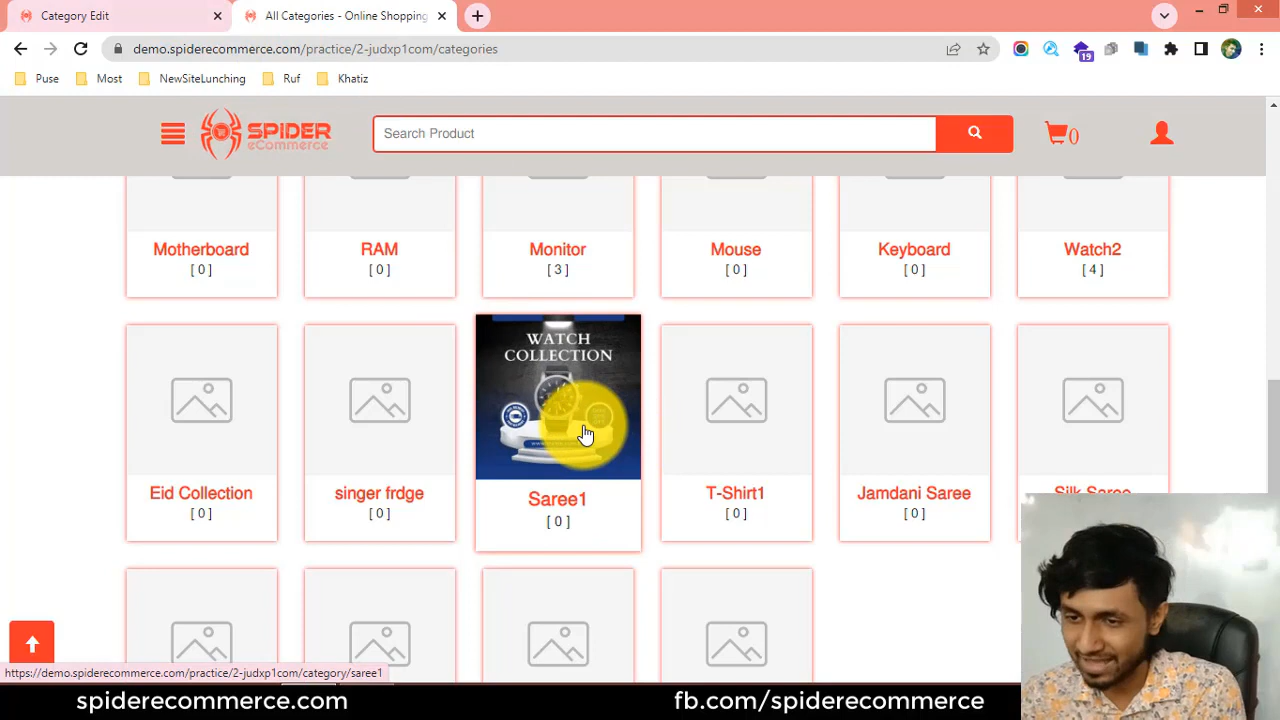 Category Edit
All Categories - Online Shopping
demo.spiderecommerce.com/practice/2-judxp1com/categories
19
Puse
Most
NewSiteLunching
Ruf
Khatiz
SPIDER
eCommerce
Search Product
0
Motherboard
[ 0 ]
RAM
[ 0 ]
Monitor
[ 3 ]
Mouse
[ 0 ]
Keyboard
[ 0 ]
Watch2
[ 4 ]
WATCH
COLLECTION
Eid Collection
[ 0 ]
singer frdge
[ 0 ]
Saree1
[ 0 ]
T-Shirt1
[ 0 ]
Jamdani Saree
[ 0 ]
Silk Saree
https://demo.spiderecommerce.com/practice/2-judxp1com/category/saree1
spiderecommerce.com
fb.com/spiderecommerce